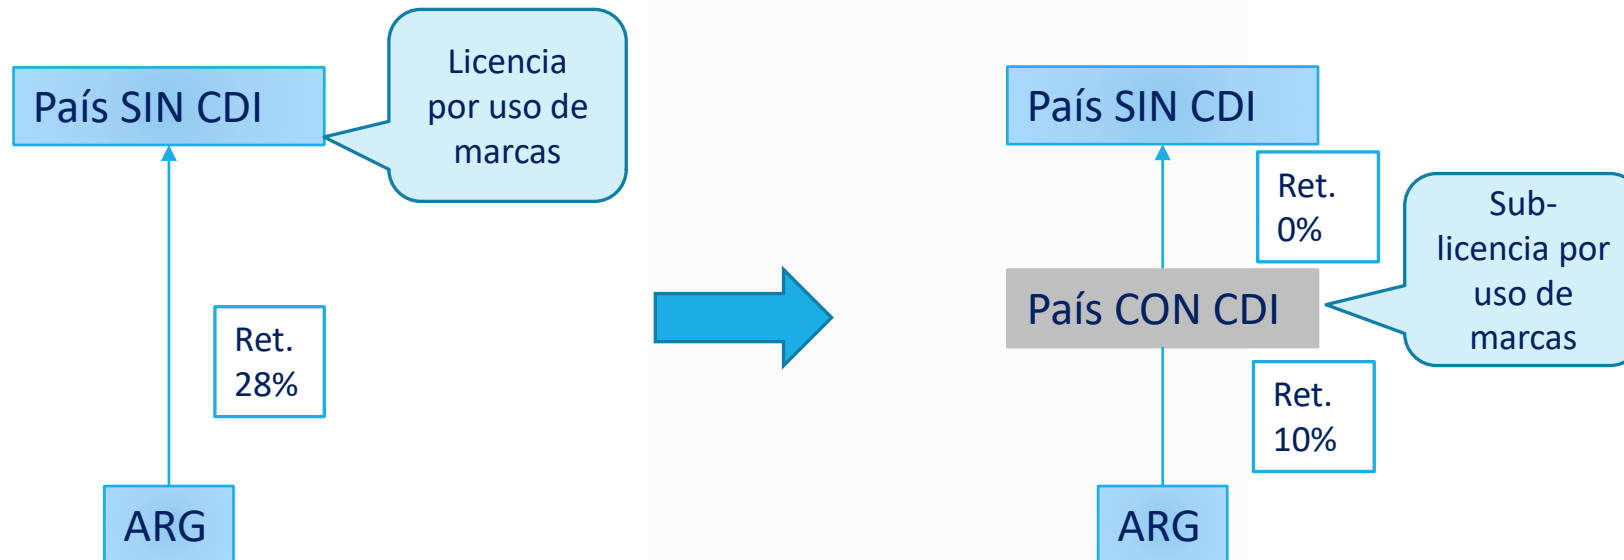 País SIN CDI
Licencia
por uso de
marcas
Ret.
28%
ARG
País SIN CDI
Ret.
0%
País CON CDI
Sub-
licencia por
uso de
marcas
Ret.
10%
ARG